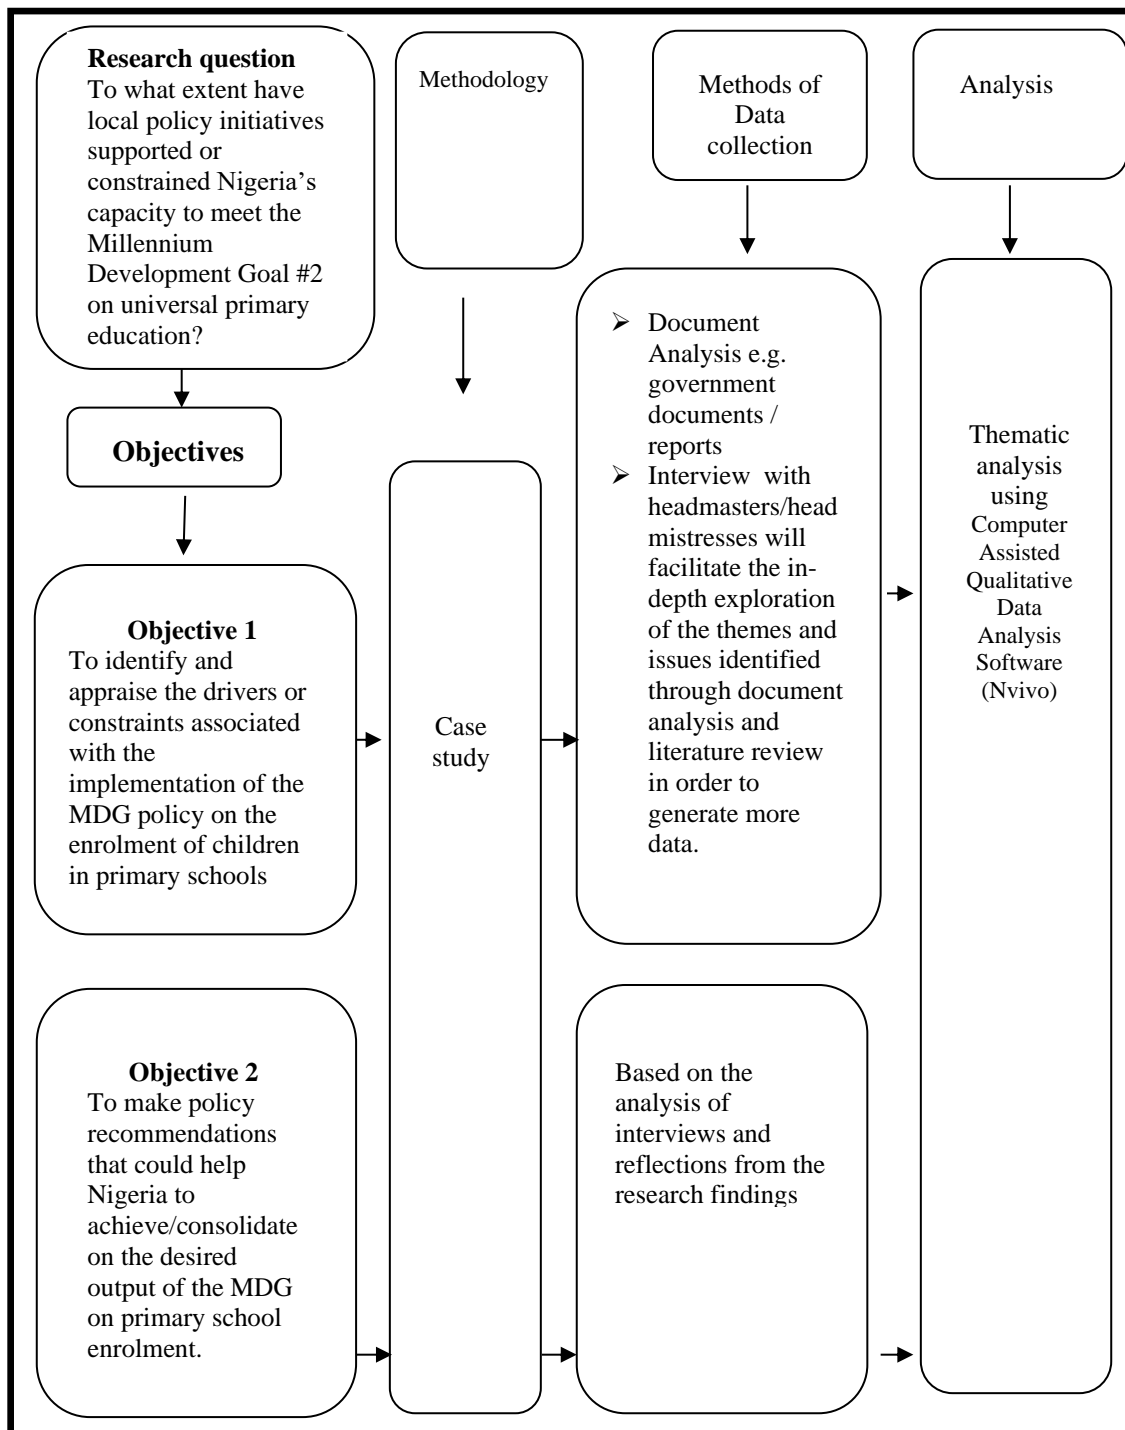 Research question
To what extent have
local policy initiatives
supported or
constrained Nigeria’s
capacity to meet the
Millennium
Development Goal #2
on universal primary
education?
Objectives
Objective 1
To identify and
appraise the drivers or
constraints associated
with the
implementation of the
MDG policy on the
enrolment of children
in primary schools
Objective 2
To make policy
recommendations
that could help
Nigeria to
achieve/consolidate
on the desired
output of the MDG
on primary school
enrolment.
Methodology
Case
study
Methods of
Data
collection
➢ Document
Analysis e.g.
government
documents /
reports
➢ Interview with
headmasters/head
mistresses will
facilitate the in-
depth exploration
of the themes and
issues identified
through document
analysis and
literature review
in order to
generate more
data.
Based on the
analysis of
interviews and
reflections from the
research findings
Analysis
Thematic
analysis
using
Computer
Assisted
Qualitative
Data
Analysis
Software
(Nvivo)